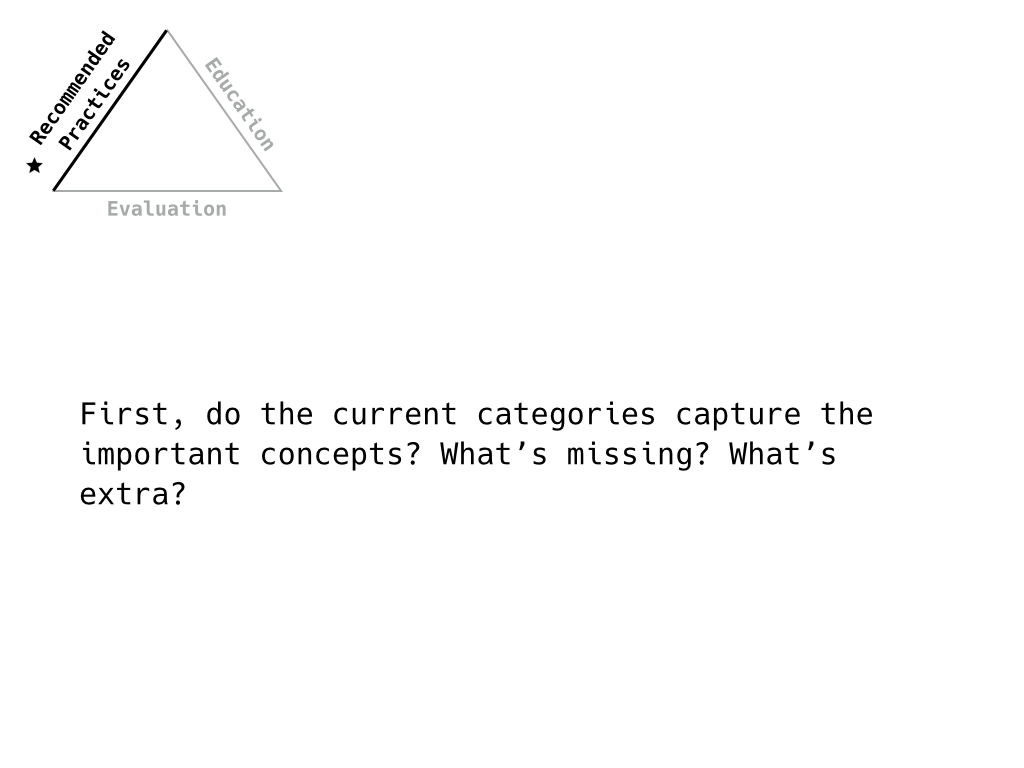 Recommended
Practices
Education
Evaluation
First, do the current categories capture the
important concepts? What’s missing? What’s
extra?